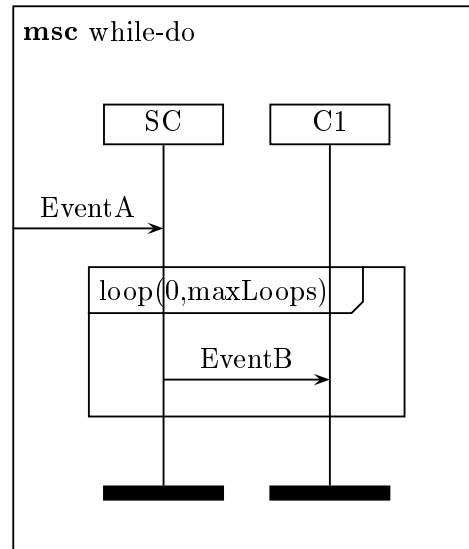 msc while-do
SC
C1
EventA
loop(0,maxLoops)
EventB